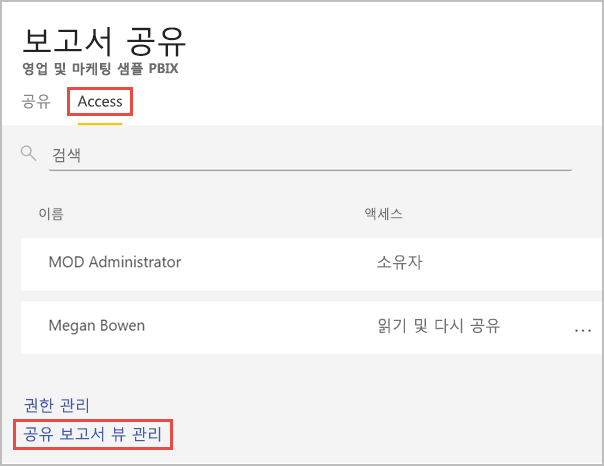 보고서 공유
영업 및 마케팅 샘플 PBIX
공유 Access
검색
이름 액세스
MOD Administrator 소유자
Megan Bowen 읽기 및 다시 공유 ...
권한 관리
공유 보고서 뷰 관리